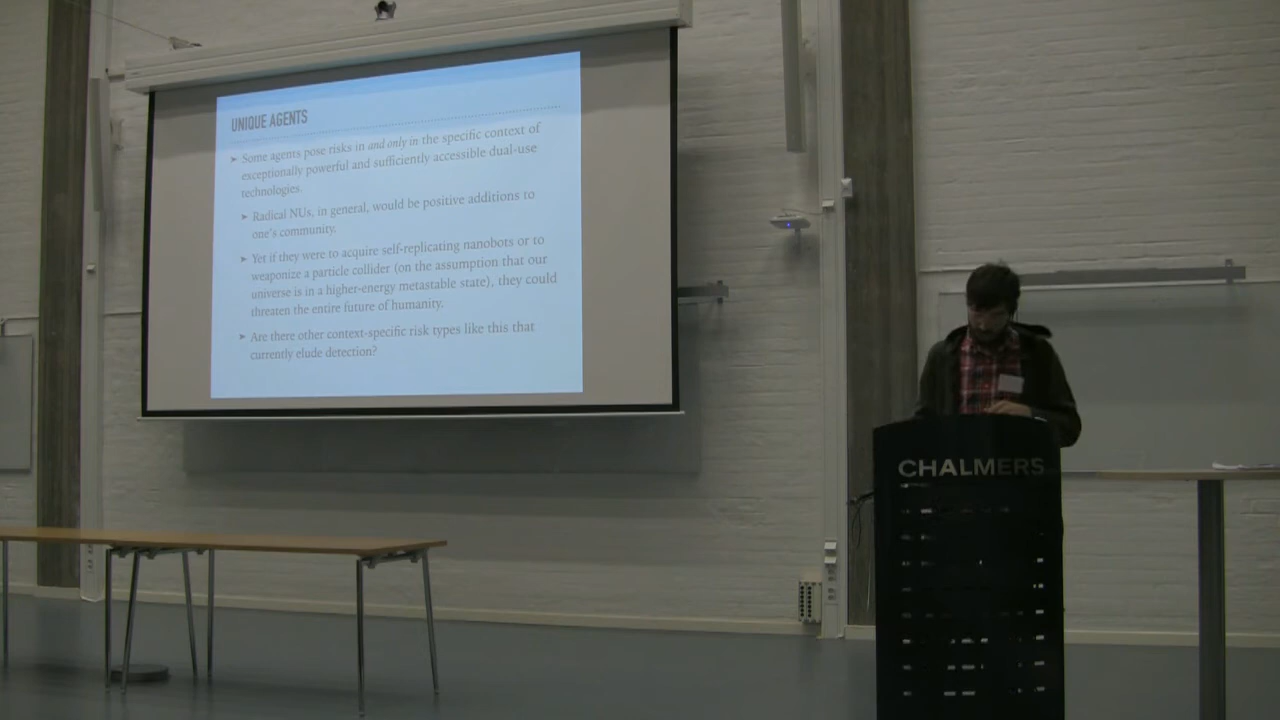 UNIQUE AGENTS
➤ Some agents pose risks in and only in the specific context of
exceptionally powerful and sufficiently accessible dual-use
technologies.
➤ Radical NUs, in general, would be positive additions to
one's community.
➤ Yet if they were to acquire self-replicating nanobots or to
weaponize a particle collider (on the assumption that our
universe is in a higher-energy metastable state), they could
threaten the entire future of humanity.
➤ Are there other context-specific risk types like this that
currently elude detection?
CHALMERS